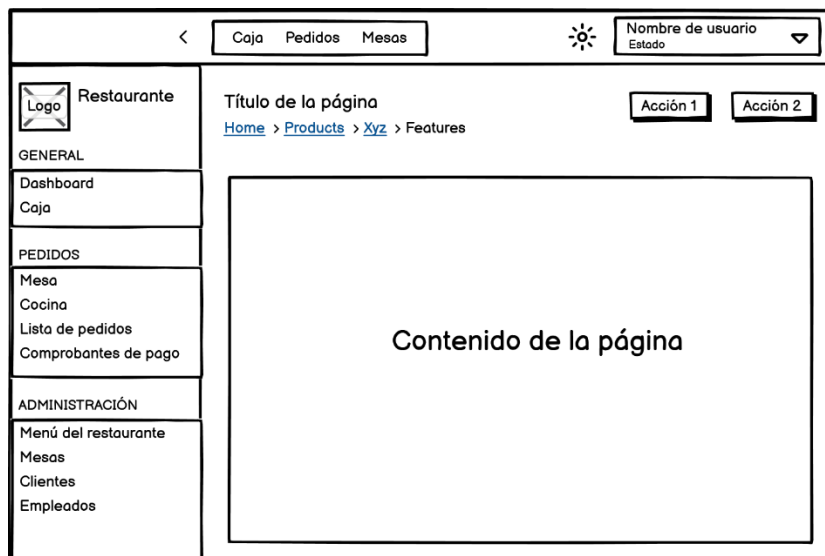 < Caja Pedidos Mesas
Nombre de usuario
Estado
Logo
Restaurante
GENERAL
Dashboard
Caja
PEDIDOS
Mesa
Cocina
Lista de pedidos
Comprobantes de pago
ADMINISTRACIÓN
Menú del restaurante
Mesas
Clientes
Empleados
Título de la página
Home > Products > Xyz > Features
Acción 1 Acción 2
Contenido de la página